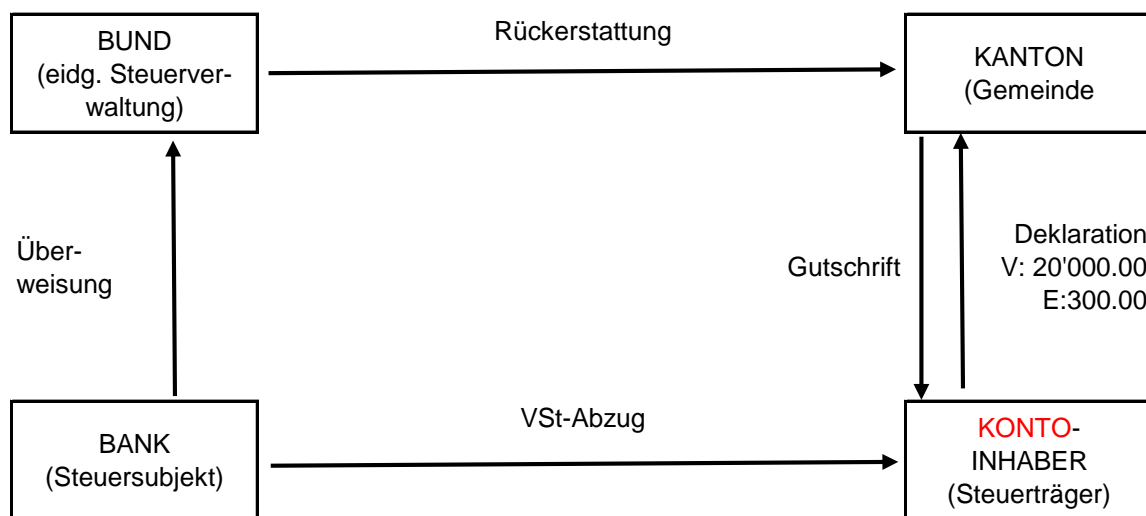 BUND
(eidg. Steuerver-
waltung)
Rückerstattung
KANTON
(Gemeinde
Über-
weisung
Gutschrift
Deklaration
V: 20'000.00
E:300.00
BANK
(Steuersubjekt)
VSt-Abzug
KONTO-
INHABER
(Steuerträger)